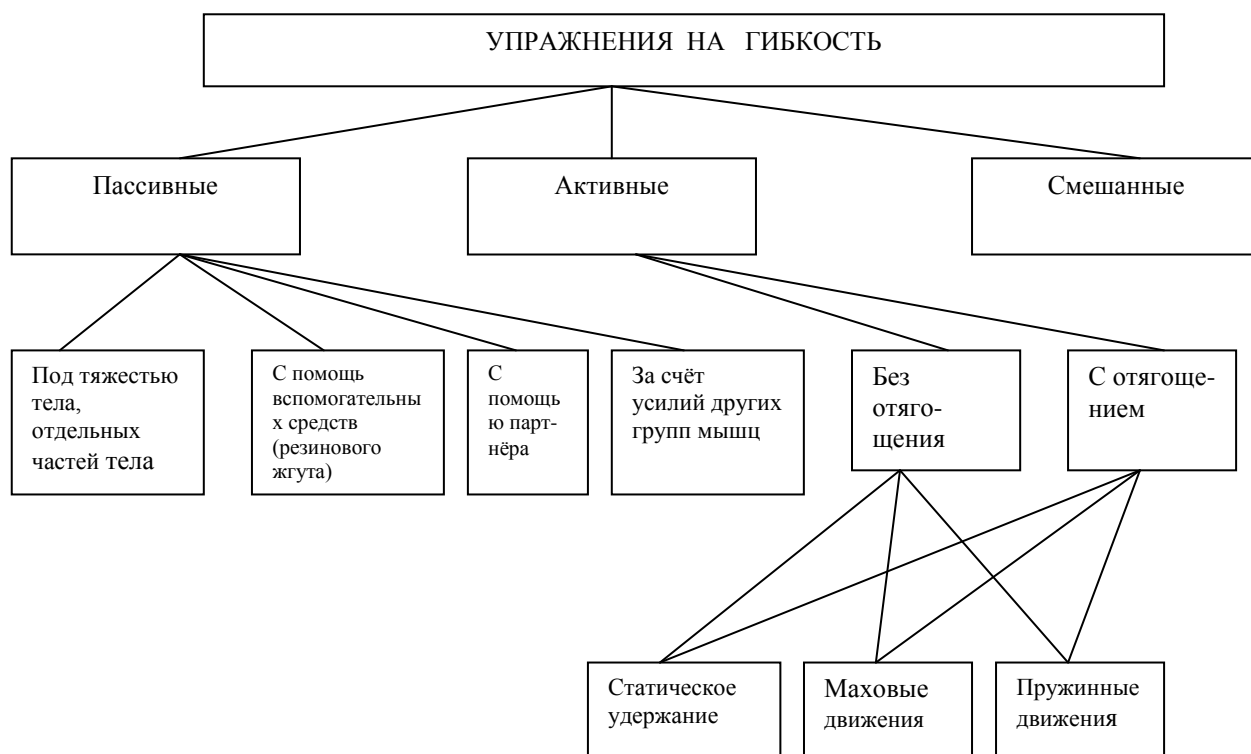 УПРАЖНЕНИЯ НА ГИБКОСТЬ
Пассивные
Активные
Смешанные
Под тяжестью
тела,
отдельных
частей тела
С помощь
вспомогательны
х средств
(резинового
жгута)
С
помощь
ю парт-
нёра
За счёт
усилий других
групп мышц
Без
отяго-
щения
С отягоще-
нием
Статическое
удержание
Маховые
движения
Пружинные
движения